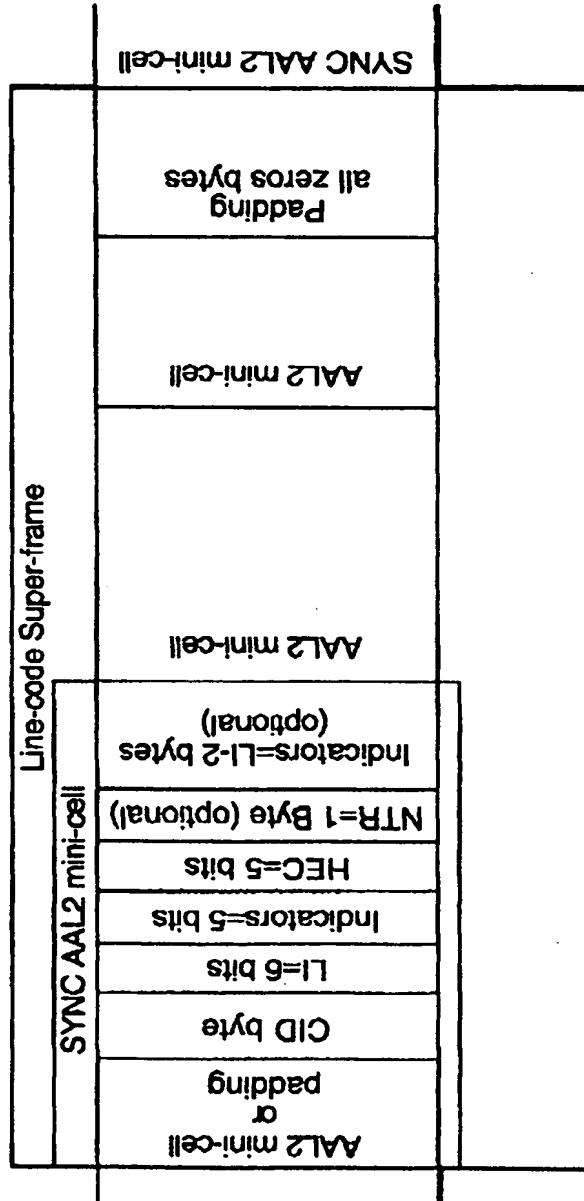 Line-code Super-frame
SYNC AAL2 mini-cell
AAL2 mini-cell
or
padding
CID byte
LI=6 bits
Indicators=5 bits
HEC=5 bits
NTR=1 Byte (optional)
Indicators=LI-2 bytes
(optional)
AAL2 mini-cell
AAL2 mini-cell
Padding
all zeros bytes
SYNC AAL2 mini-cell